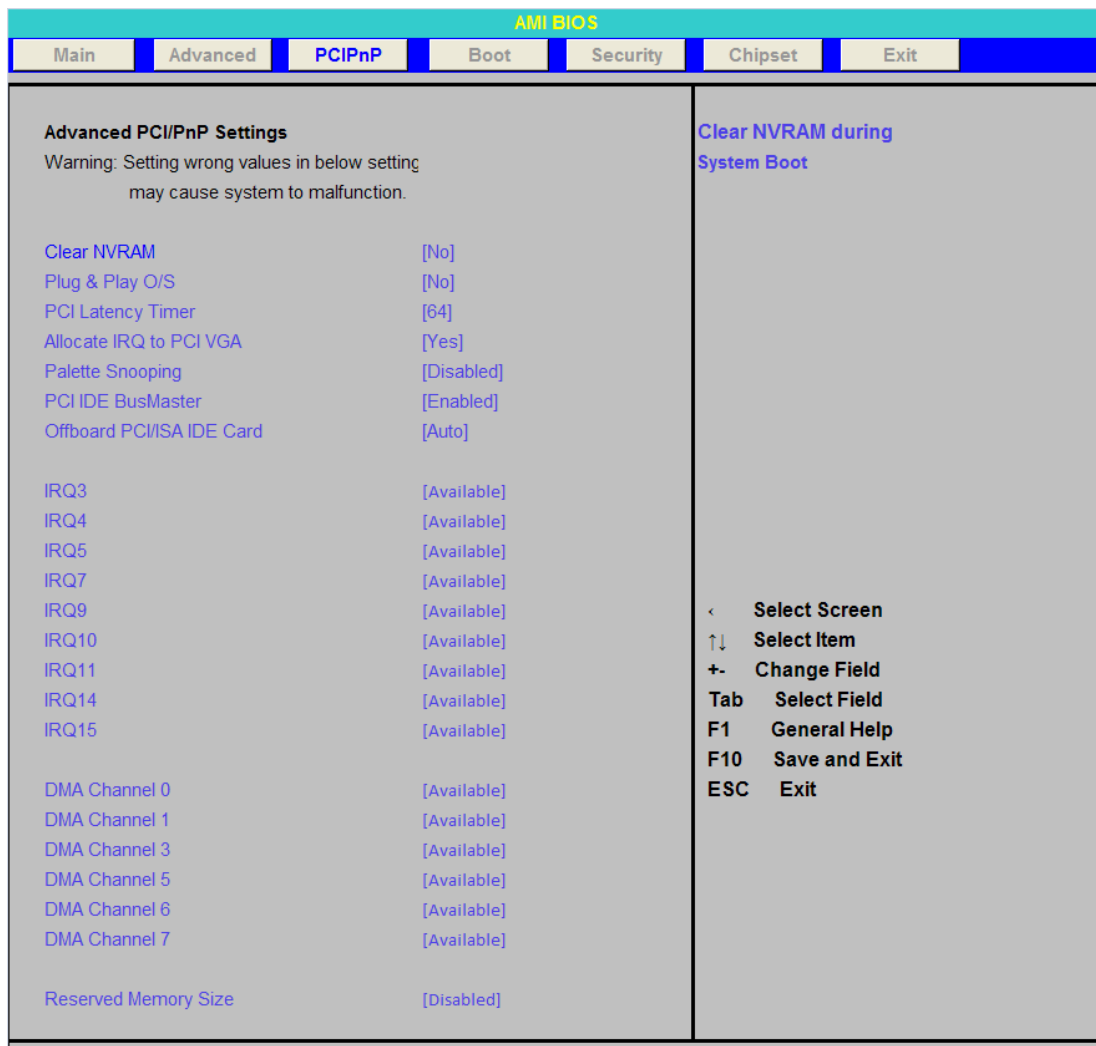 AMI BIOS
Main Advanced PCIPnP Boot Security Chipset Exit
Advanced PCI/PnP Settings
Warning: Setting wrong values in below setting
may cause system to malfunction.
Clear NVRAM [No]
Plug & Play O/S [No]
PCI Latency Timer [64]
Allocate IRQ to PCI VGA [Yes]
Palette Snooping [Disabled]
PCI IDE BusMaster [Enabled]
Offboard PCI/ISA IDE Card [Auto]
IRQ3 [Available]
IRQ4 [Available]
IRQ5 [Available]
IRQ7 [Available]
IRQ9 [Available]
IRQ10 [Available]
IRQ11 [Available]
IRQ14 [Available]
IRQ15 [Available]
DMA Channel 0 [Available]
DMA Channel 1 [Available]
DMA Channel 3 [Available]
DMA Channel 5 [Available]
DMA Channel 6 [Available]
DMA Channel 7 [Available]
Reserved Memory Size [Disabled]
Clear NVRAM during
System Boot
‹ Select Screen
↑↓ Select Item
+- Change Field
Tab Select Field
F1 General Help
F10 Save and Exit
ESC Exit